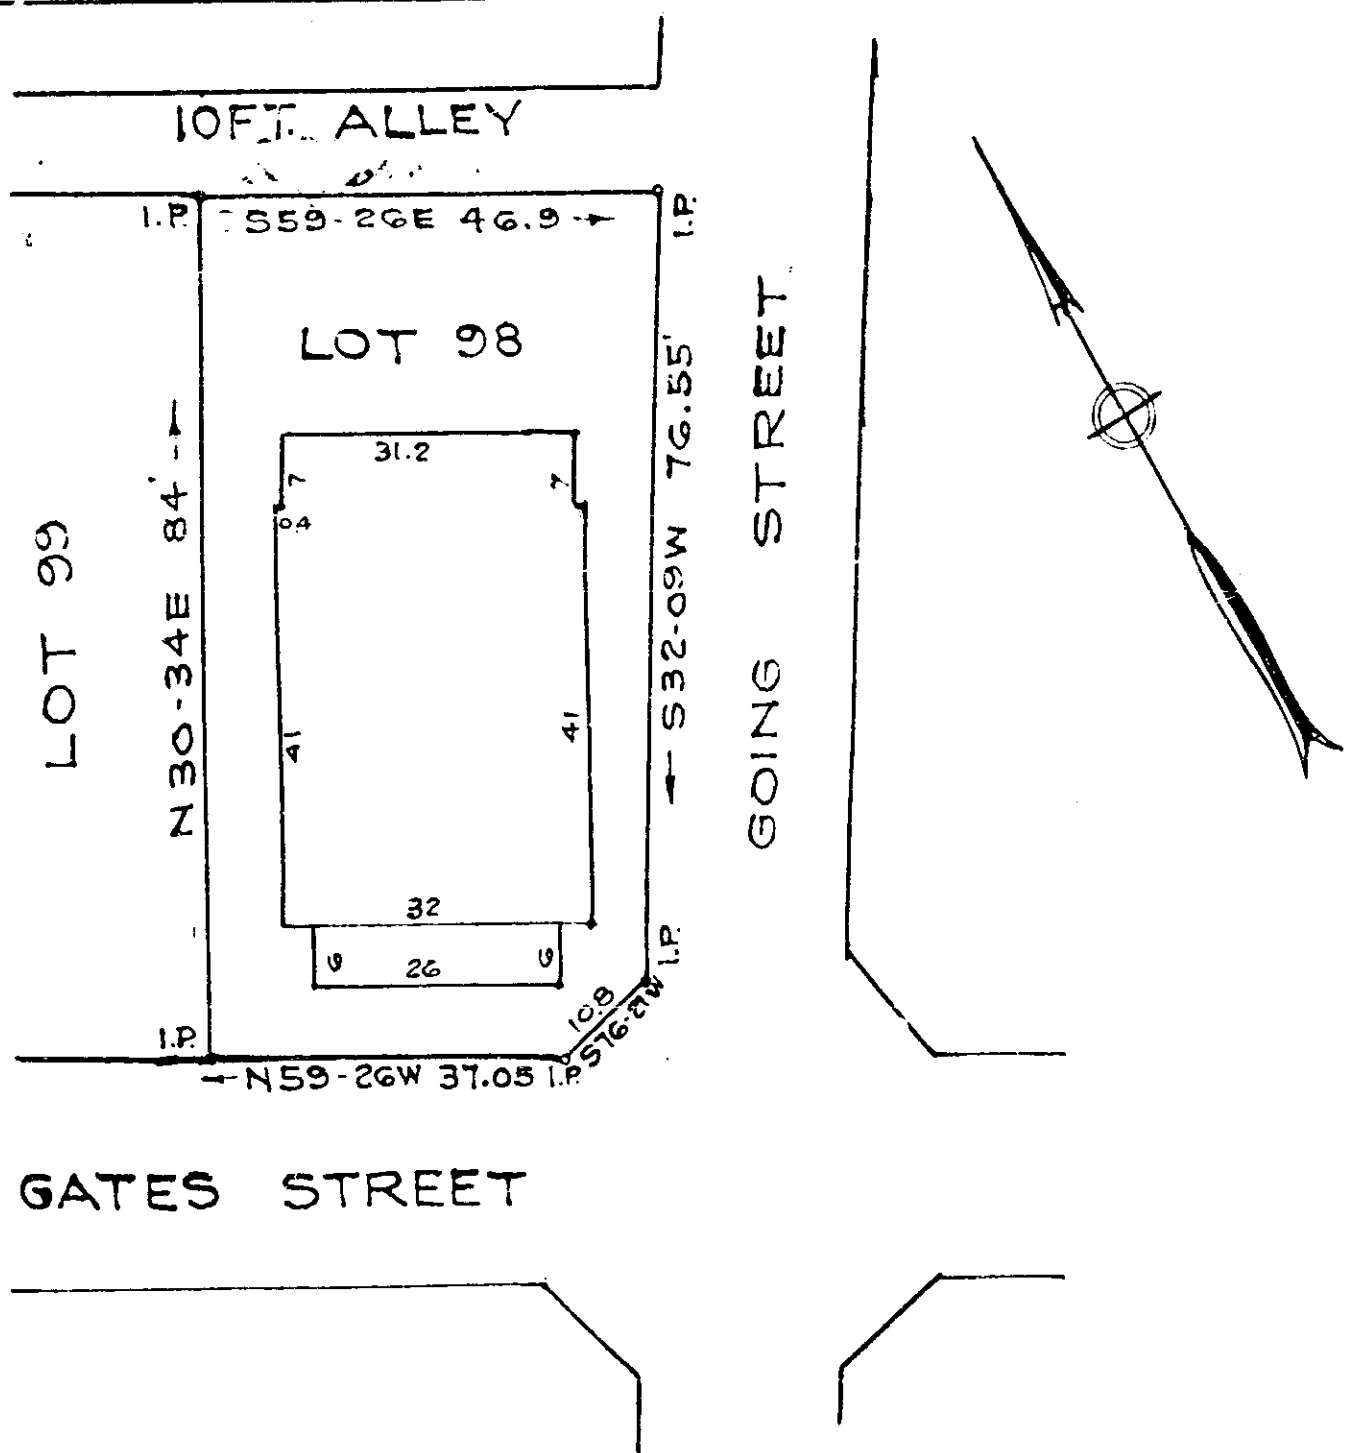 10FT. ALLEY
I.P.
S59-26E 46.9
I.P.
LOT 98
LOT 99
N30-34E 84'
S32-09W 76.55'
GOING STREET
31.2
7
7
0.4
41
41
32
6
26
6
I.P.
10.8
S76-21W
I.P.
N59-26W 37.05 I.P.
GATES STREET